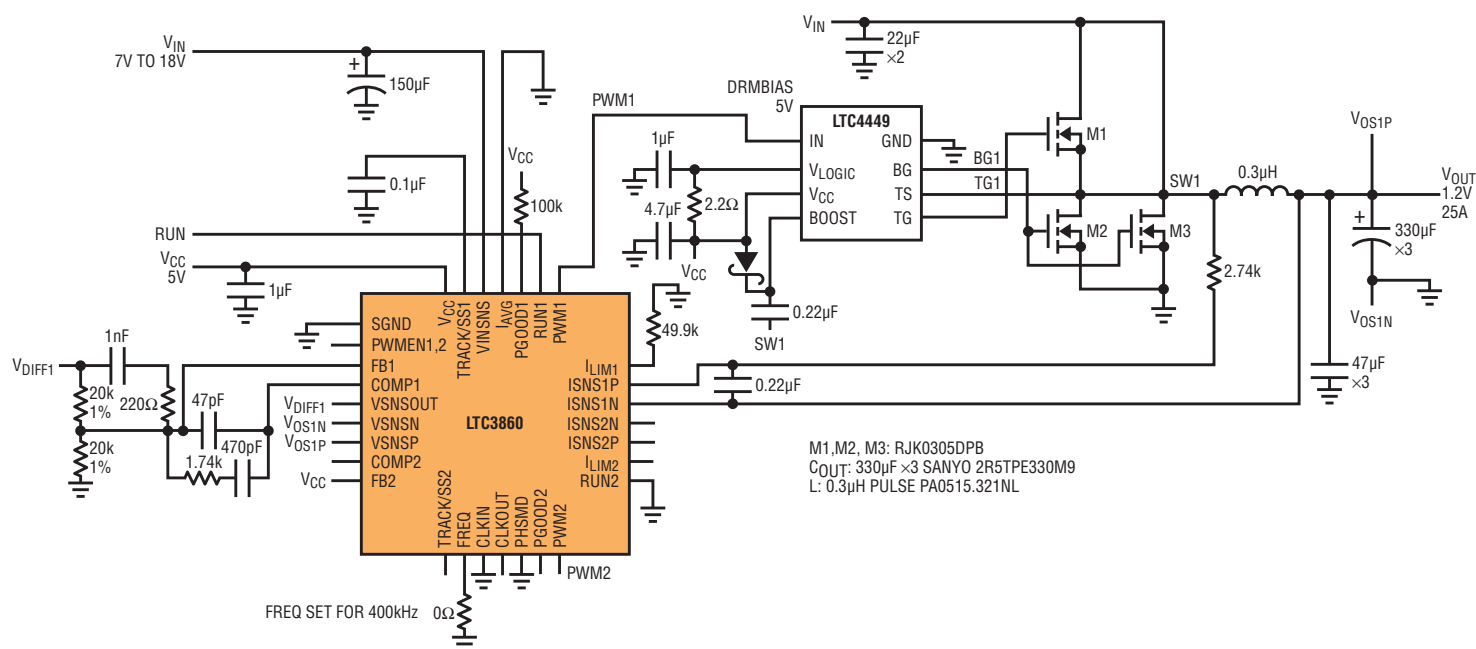 VIN
7V TO 18V
150µF
+
PWM1
VIN
22µF
×2
DRMBIAS
5V
LTC4449
IN
VLOGIC
VCC
BOOST
GND
BG
TS
TG
BG1
TG1
M1
M2
M3
SW1
0.3µH
VOS1P
VOUT
1.2V
25A
+
330µF
×3
VOS1N
47µF
×3
2.74k
1µF
2.2Ω
4.7µF
VCC
0.22µF
SW1
0.1µF
VCC
100k
RUN
VCC
5V
1µF
49.9k
0.22µF
VCC
TRACK/SS1
VINSNS
IAVG
PGOOD1
RUN1
PWM1
SGND
PWMEN1,2
FB1
COMP1
VSNSOUT
VSNSN
VSNSP
COMP2
FB2
LTC3860
ILIM1
ISNS1P
ISNS1N
ISNS2N
ISNS2P
ILIM2
RUN2
TRACK/SS2
FREQ
CLKIN
CLKOUT
PHSMD
PGOOD2
PWM2
PWM2
VDIFF1
1nF
20k
1%
220Ω
47pF
20k
1%
1.74k
470pF
VDIFF1
VOS1N
VOS1P
VCC
FREQ SET FOR 400kHz
0Ω
M1,M2, M3: RJK0305DPB
COUT: 330µF ×3 SANYO 2R5TPE330M9
L: 0.3µH PULSE PA0515.321NL